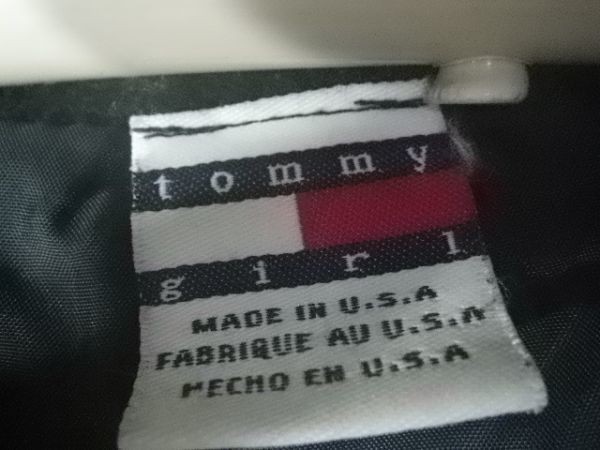 tommy
girl
MADE IN U.S.A
FABRIQUE AU U.S.A
HECHO EN U.S.A